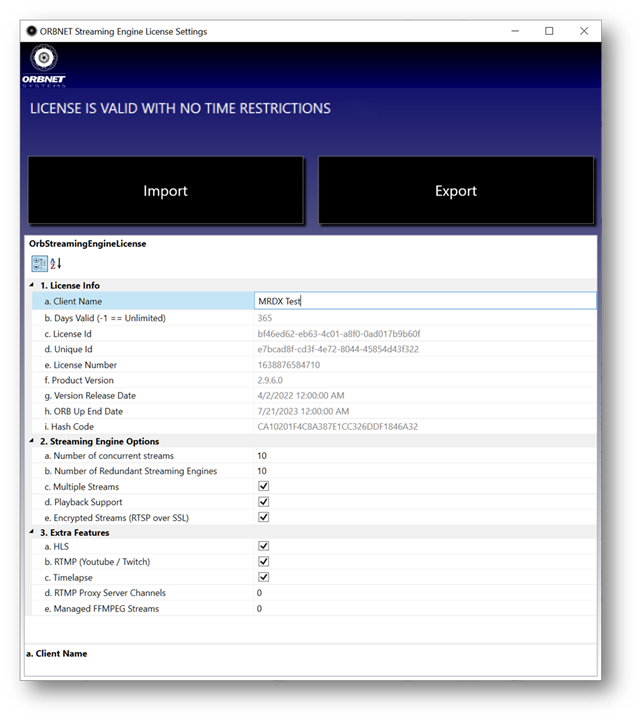 ORBNET Streaming Engine License Settings
ORBNET
SYSTEMS
LICENSE IS VALID WITH NO TIME RESTRICTIONS
Import
Export
OrbStreamingEngineLicense
1. License Info
a. Client Name MRDX Test
b. Days Valid (-1 == Unlimited) 365
c. License Id bf46ed62-eb63-4c01-a8f0-0ad017b9b60f
d. Unique Id e7bcad8f-cd3f-4e72-8044-45854d43f322
e. License Number 1638876584710
f. Product Version 2.9.6.0
g. Version Release Date 4/2/2022 12:00:00 AM
h. ORB Up End Date 7/21/2023 12:00:00 AM
i. Hash Code CA10201F4C8A387E1CC326DDF1846A32
2. Streaming Engine Options
a. Number of concurrent streams 10
b. Number of Redundant Streaming Engines 10
c. Multiple Streams
d. Playback Support
e. Encrypted Streams (RTSP over SSL)
3. Extra Features
a. HLS
b. RTMP (Youtube / Twitch)
c. Timelapse
d. RTMP Proxy Server Channels 0
e. Managed FFMPEG Streams 0
a. Client Name